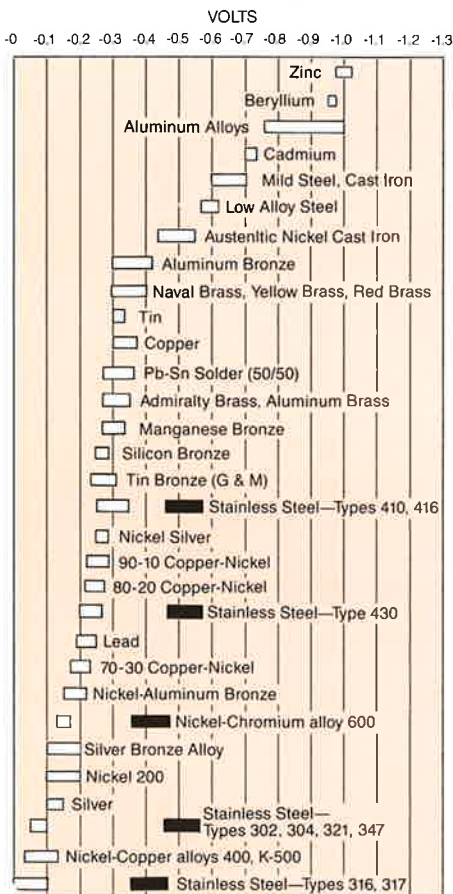 VOLTS
-0 -0.1 -0.2 -0.3 -0.4 -0.5 -0.6 -0.7 -0.8 -0.9 -1.0 -1.1 -1.2 -1.3
Zinc
Beryllium
Aluminum Alloys
Cadmium
Mild Steel, Cast Iron
Low Alloy Steel
Austenitic Nickel Cast Iron
Aluminum Bronze
Naval Brass, Yellow Brass, Red Brass
Tin
Copper
Pb-Sn Solder (50/50)
Admiralty Brass, Aluminum Brass
Manganese Bronze
Silicon Bronze
Tin Bronze (G & M)
Stainless Steel—Types 410, 416
Nickel Silver
90-10 Copper-Nickel
80-20 Copper-Nickel
Stainless Steel—Type 430
Lead
70-30 Copper-Nickel
Nickel-Aluminum Bronze
Nickel-Chromium alloy 600
Silver Bronze Alloy
Nickel 200
Silver
Stainless Steel—
Types 302, 304, 321, 347
Nickel-Copper alloys 400, K-500
Stainless Steel—Types 316, 317